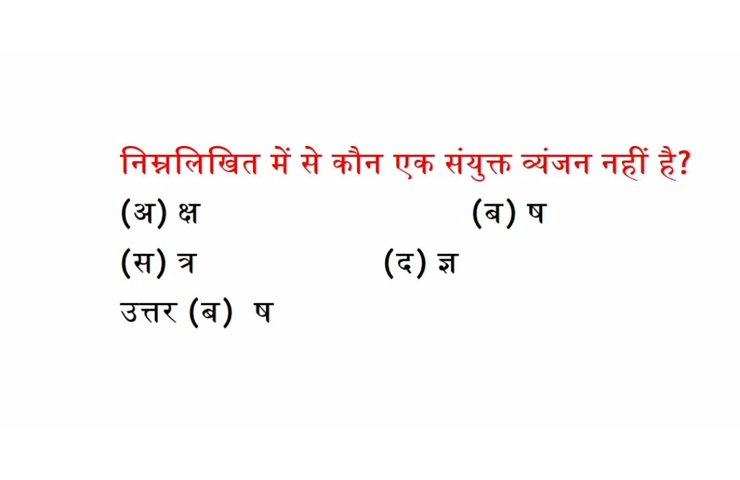 निम्नलिखित में से कौन एक संयुक्त व्यंजन नहीं है?
(अ) क्ष (ब) ष
(स) त्र (द) ज्ञ
उत्तर (ब) ष